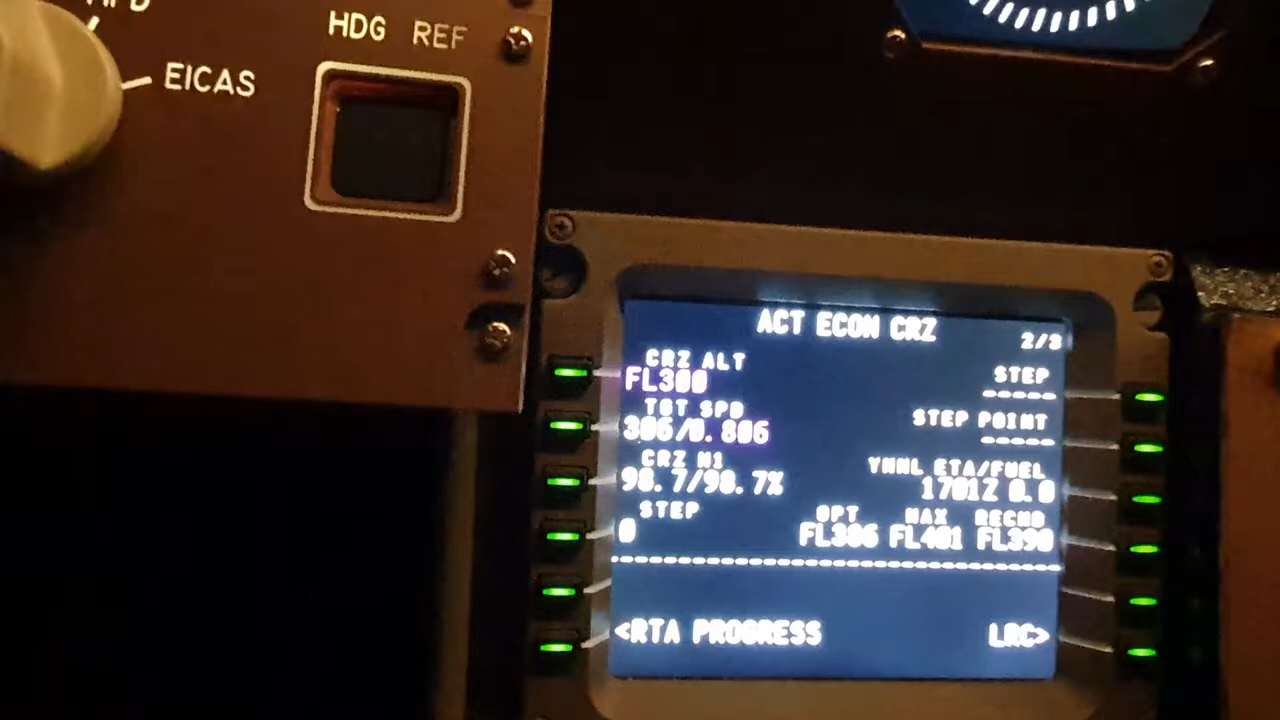 HDG REF
EICAS
ACT ECON CRZ
2/3
CRZ ALT
FL300
STEP
-----
TGT SPD
306/0.806
STEP POINT
-----
CRZ N1
98.7/98.7%
YMML ETA/FUEL
1701Z 0.0
STEP
0
OPT MAX RECMD
FL306 FL401 FL390
<RTA PROGRESS
LRC>